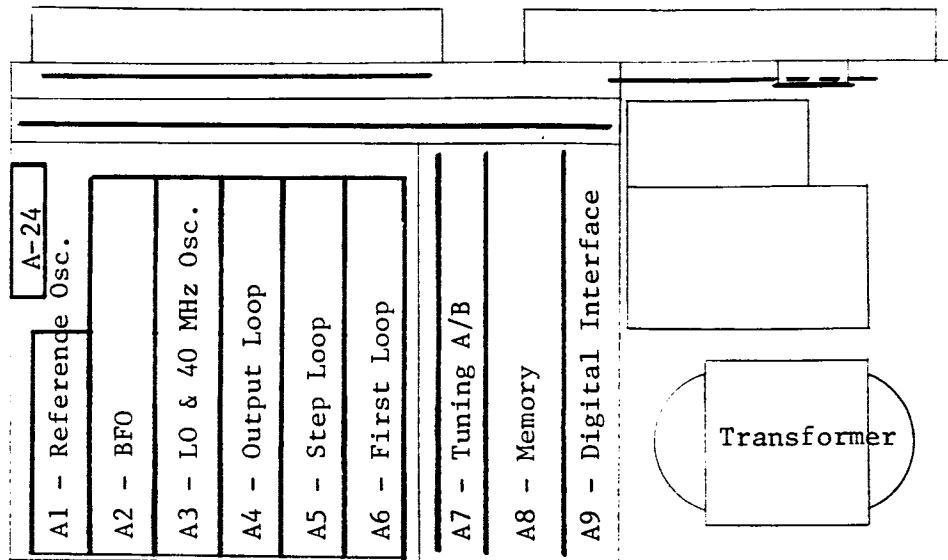 A-24
A1 - Reference Osc.
A2 - BFO
A3 - LO & 40 MHz Osc.
A4 - Output Loop
A5 - Step Loop
A6 - First Loop
A7 - Tuning A/B
A8 - Memory
A9 - Digital Interface
Transformer